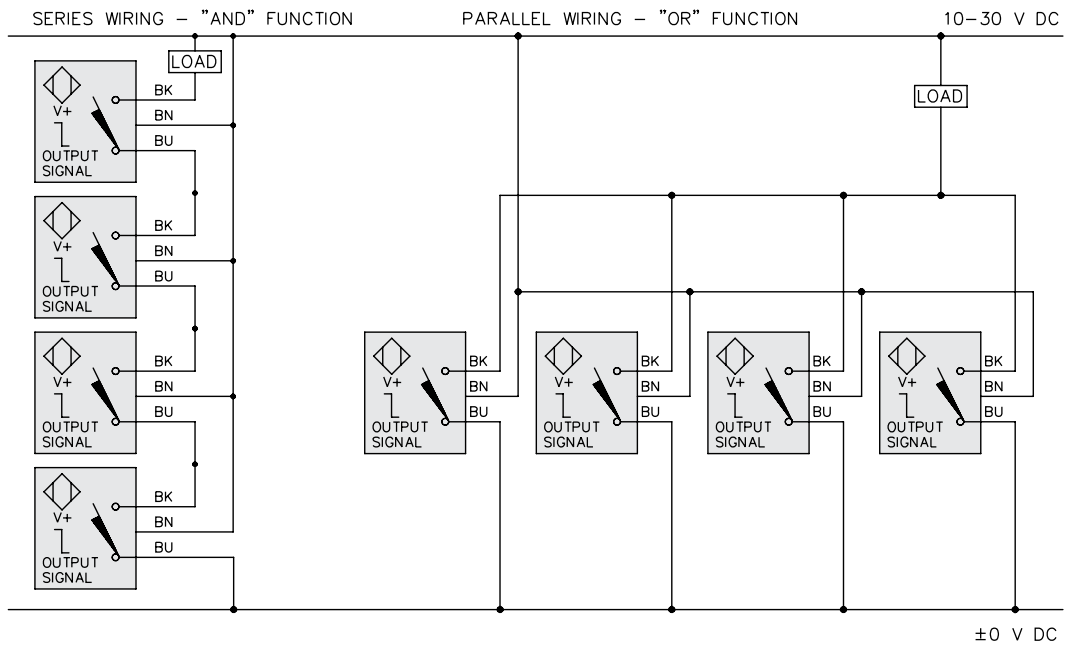 SERIES WIRING - "AND" FUNCTION
PARALLEL WIRING - "OR" FUNCTION
10-30 V DC
LOAD
V+
OUTPUT
SIGNAL
BK
BN
BU
V+
OUTPUT
SIGNAL
BK
BN
BU
V+
OUTPUT
SIGNAL
BK
BN
BU
V+
OUTPUT
SIGNAL
BK
BN
BU
LOAD
V+
OUTPUT
SIGNAL
BK
BN
BU
V+
OUTPUT
SIGNAL
BK
BN
BU
V+
OUTPUT
SIGNAL
BK
BN
BU
V+
OUTPUT
SIGNAL
BK
BN
BU
±0 V DC